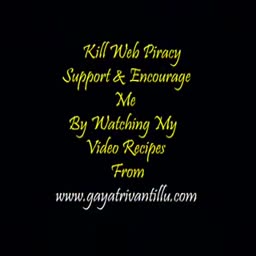 Kill Web Piracy
Support & Encourage
Me
By Watching My
Video Recipes
From
www.gayatrivantillu.com